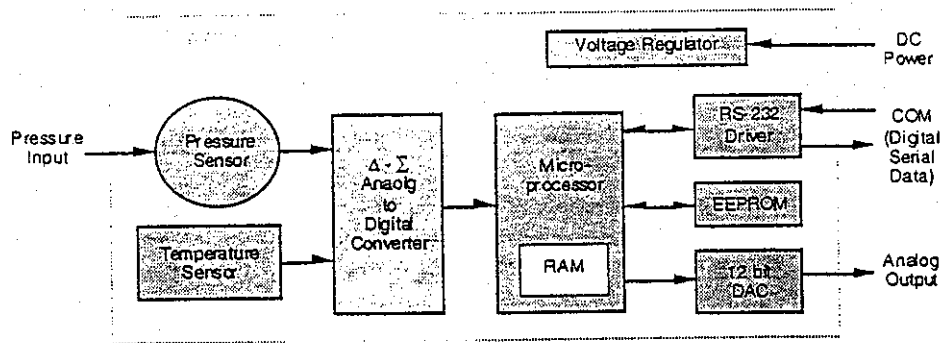 Voltage Regulator
DC
Power
Pressure
Input
Pressure
Sensor
Δ - Σ
Anaolg
to
Digital
Converter
Temperature
Sensor
Micro-
processor
RAM
RS-232
Driver
COM
(Digital
Serial
Data)
EEPROM
12 bit
DAC
Analog
Output